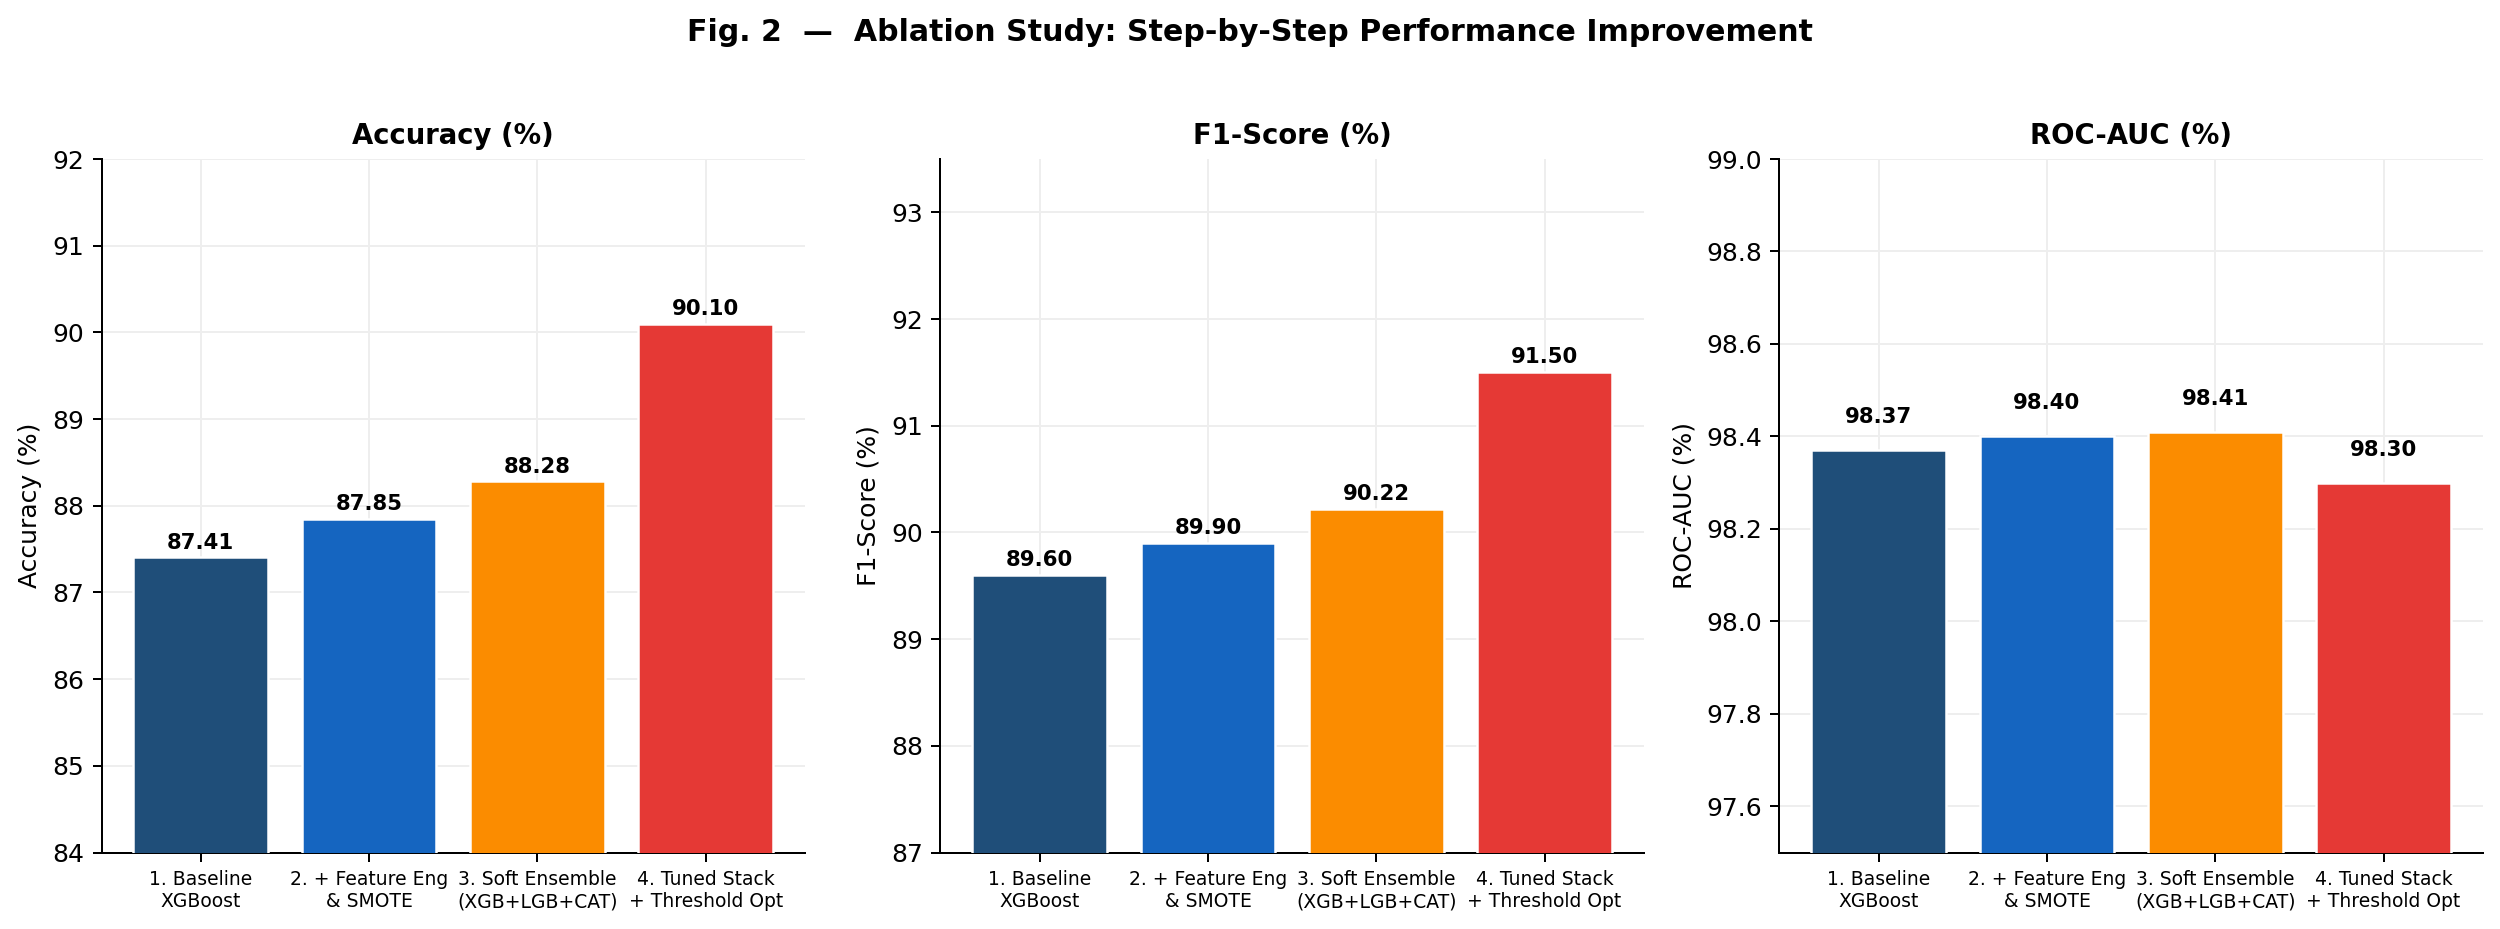 Fig. 2 — Ablation Study: Step-by-Step Performance Improvement
Accuracy (%)
Accuracy (%)
92
91
90
89
88
87
86
85
84
87.41
87.85
88.28
90.10
1. Baseline
XGBoost
2. + Feature Eng
& SMOTE
3. Soft Ensemble
(XGB+LGB+CAT)
4. Tuned Stack
+ Threshold Opt
F1-Score (%)
F1-Score (%)
93
92
91
90
89
88
87
89.60
89.90
90.22
91.50
1. Baseline
XGBoost
2. + Feature Eng
& SMOTE
3. Soft Ensemble
(XGB+LGB+CAT)
4. Tuned Stack
+ Threshold Opt
ROC-AUC (%)
ROC-AUC (%)
99.0
98.8
98.6
98.4
98.2
98.0
97.8
97.6
98.37
98.40
98.41
98.30
1. Baseline
XGBoost
2. + Feature Eng
& SMOTE
3. Soft Ensemble
(XGB+LGB+CAT)
4. Tuned Stack
+ Threshold Opt